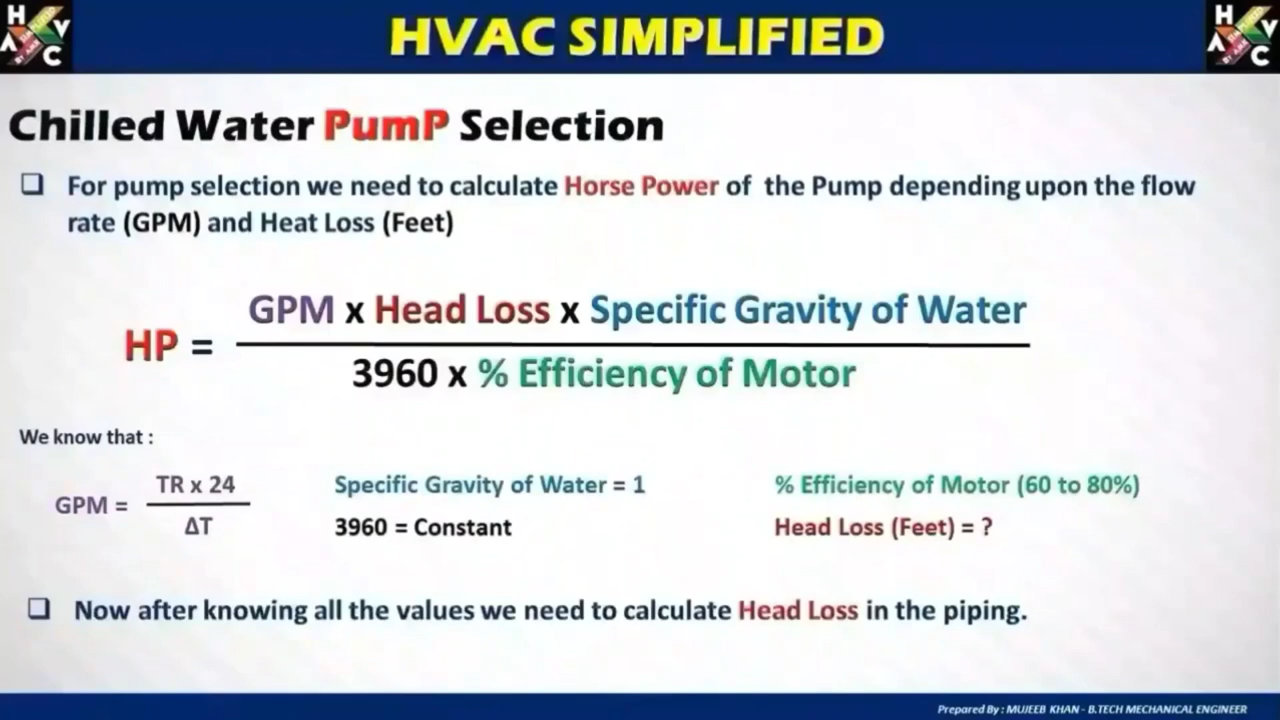 HVAC SIMPLIFIED
H V A C
H V A C
Chilled Water PumP Selection
For pump selection we need to calculate Horse Power of the Pump depending upon the flow
rate (GPM) and Heat Loss (Feet)
GPM x Head Loss x Specific Gravity of Water
HP =
3960 x % Efficiency of Motor
We know that :
TR x 24
GPM =
ΔT
Specific Gravity of Water = 1
3960 = Constant
% Efficiency of Motor (60 to 80%)
Head Loss (Feet) = ?
Now after knowing all the values we need to calculate Head Loss in the piping.
Prepared By : MUJEEB KHAN - B.TECH MECHANICAL ENGINEER